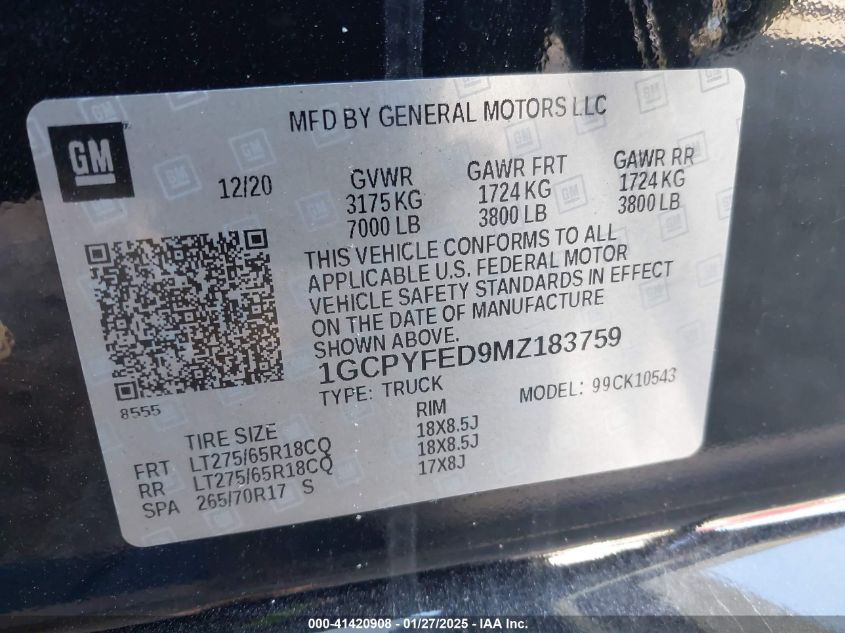 MFD BY GENERAL MOTORS LLC
GM
12/20
GVWR GAWR FRT GAWR RR
3175 KG 1724 KG 1724 KG
7000 LB 3800 LB 3800 LB
THIS VEHICLE CONFORMS TO ALL
APPLICABLE U.S. FEDERAL MOTOR
VEHICLE SAFETY STANDARDS IN EFFECT
ON THE DATE OF MANUFACTURE
SHOWN ABOVE.
1GCPYFED9MZ183759
TYPE: TRUCK MODEL: 99CK10543
8555
TIRE SIZE RIM
FRT LT275/65R18CQ 18X8.5J
RR LT275/65R18CQ 18X8.5J
SPA 265/70R17 S 17X8J
000-41420908 - 01/27/2025 - IAA Inc.